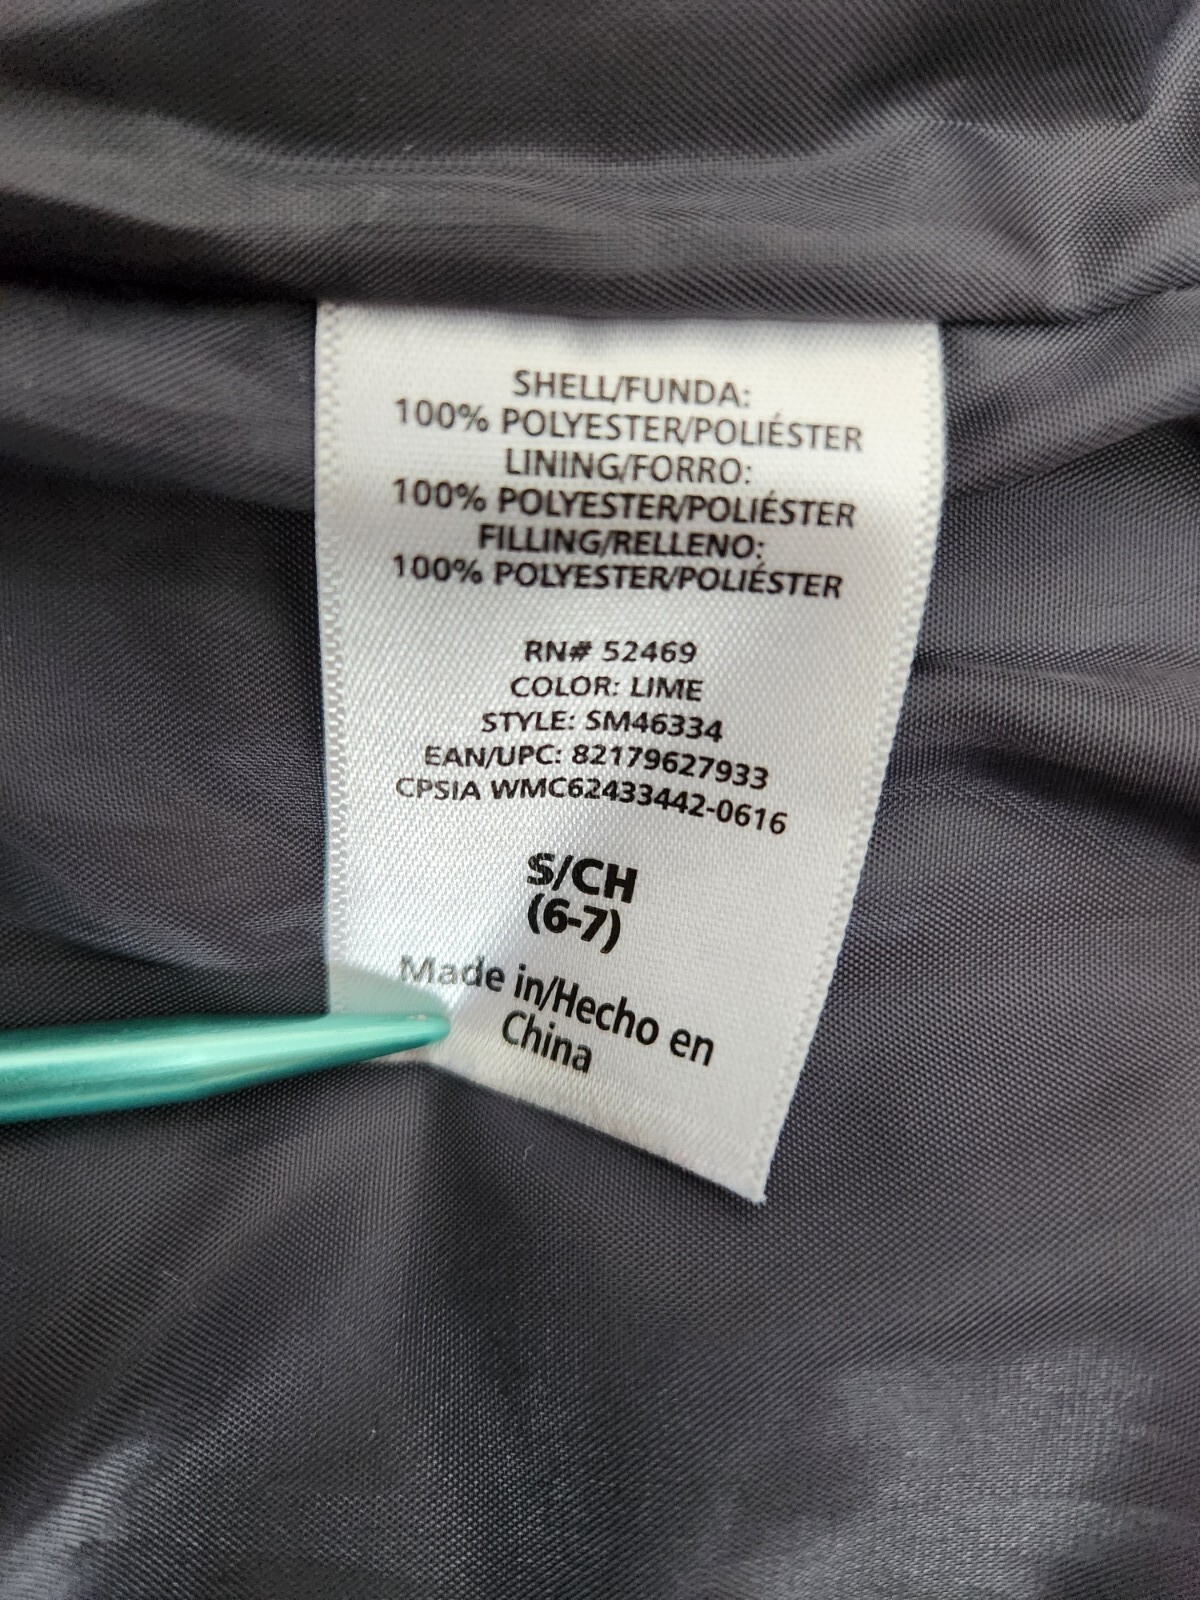 SHELL/FUNDA:
100% POLYESTER/POLIÉSTER
LINING/FORRO:
100% POLYESTER/POLIÉSTER
FILLING/RELLENO:
100% POLYESTER/POLIÉSTER
RN# 52469
COLOR: LIME
STYLE: SM46334
EAN/UPC: 82179627933
CPSIA WMC62433442-0616
S/CH
(6-7)
Made in/Hecho en
China